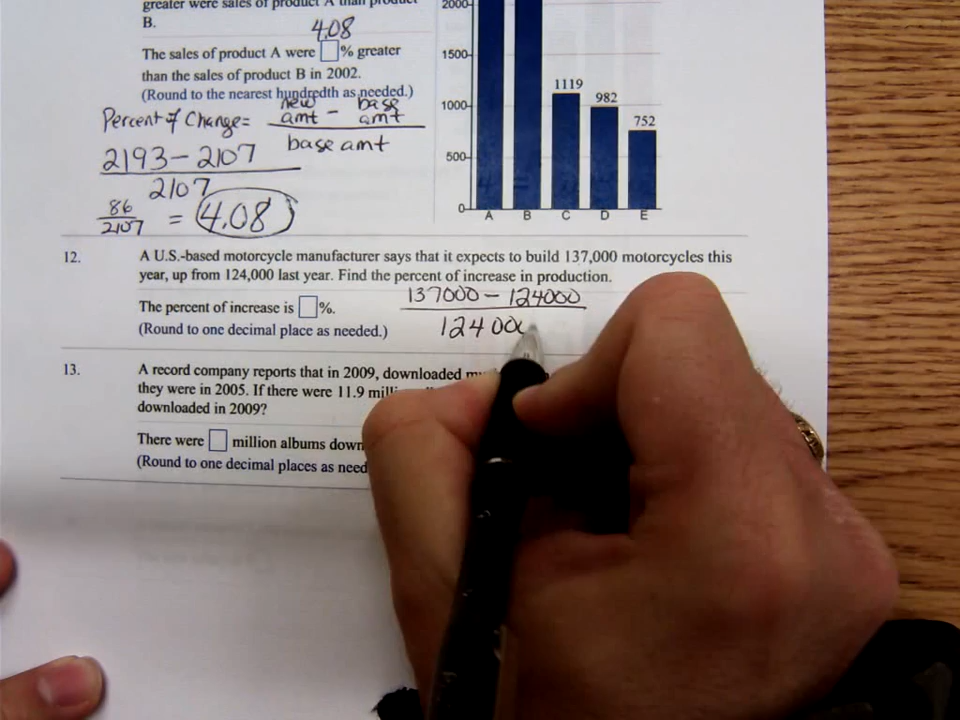 greater were sales of product A than product
B.
4.08
The sales of product A were % greater
than the sales of product B in 2002.
(Round to the nearest hundredth as needed.)
Percent of Change = new amt - base amt
base amt
2193 - 2107
2107
86
2107
= 4.08
2000
1500
1000
500
0
1119
982
752
A B C D E
12. A U.S.-based motorcycle manufacturer says that it expects to build 137,000 motorcycles this
year, up from 124,000 last year. Find the percent of increase in production.
The percent of increase is %.
(Round to one decimal place as needed.)
137000 - 124000
124000
13. A record company reports that in 2009, downloaded
they were in 2005. If there were 11.9
downloaded in 2009?
There were million albums
(Round to one decimal places as